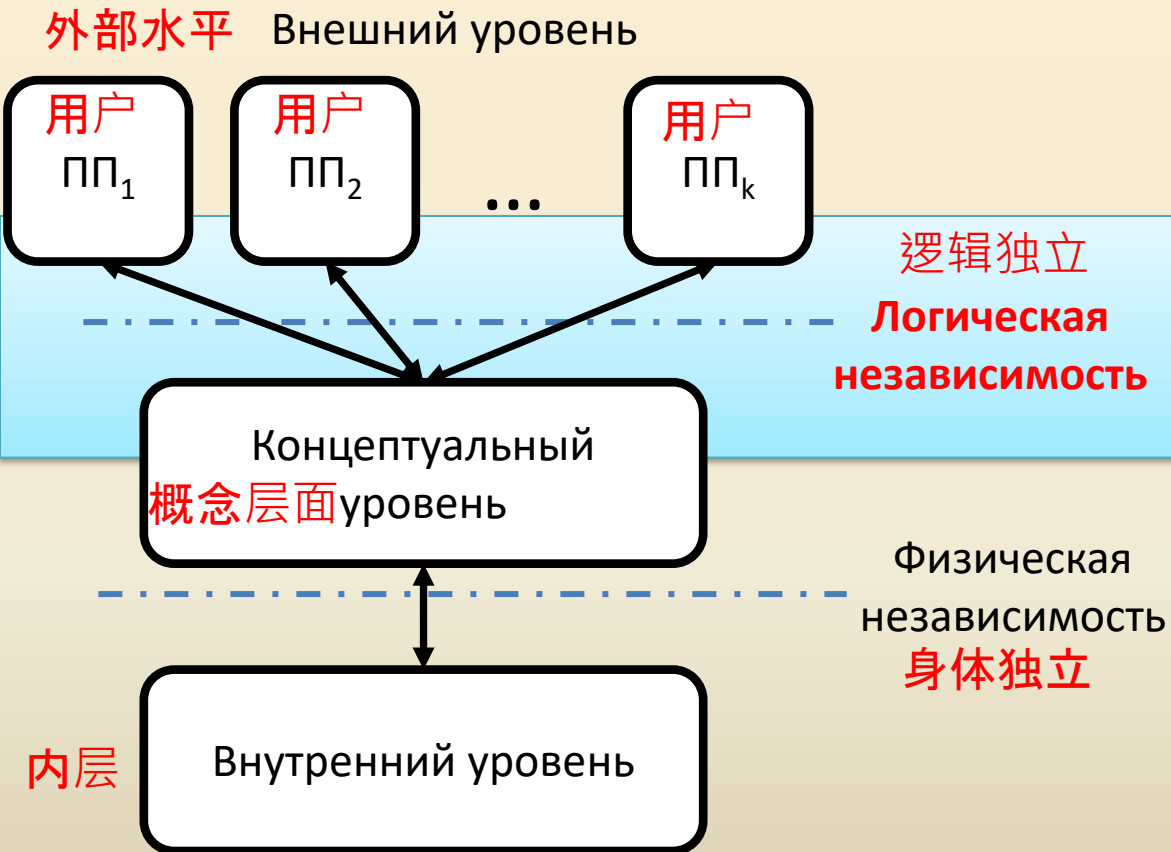 外部水平 Внешний уровень
用户 用户 用户
ПП₁ ПП₂ ... ППₖ
逻辑独立
Логическая
независимость
Концептуальный
概念层面уровень
Физическая
независимость
身体独立
内层 Внутренний уровень